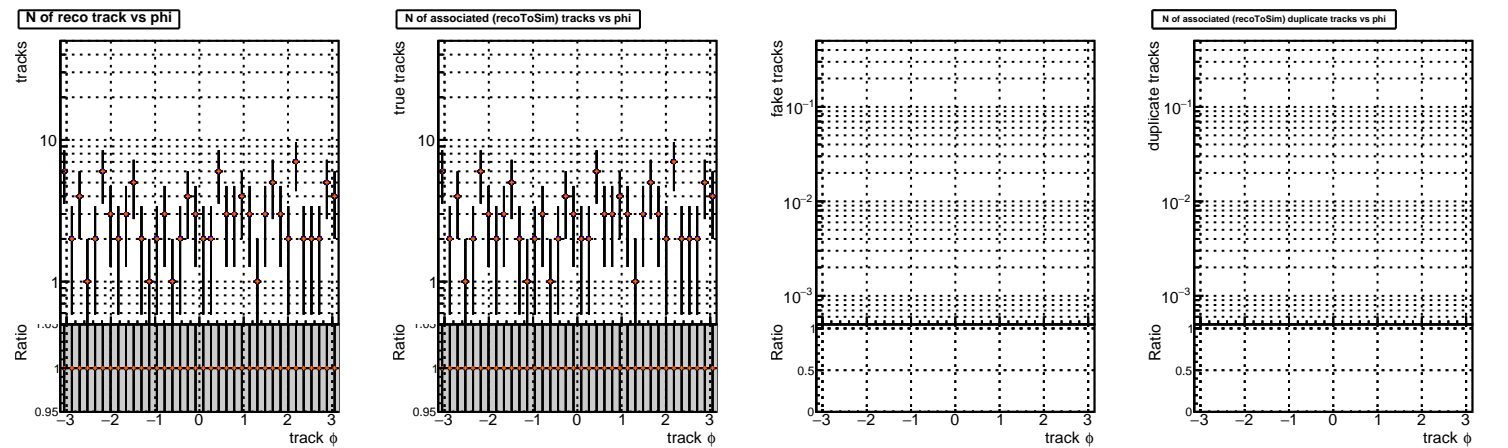 N of reco track vs phi
tracks
10
1
Ratio
1.05
1
0.95
−3 −2 −1 0 1 2 3
track ϕ
N of associated (recoToSim) tracks vs phi
true tracks
10
1
Ratio
1.05
1
0.95
−3 −2 −1 0 1 2 3
track ϕ
fake tracks
10⁻¹
10⁻²
10⁻³
Ratio
1
0.5
0
−3 −2 −1 0 1 2 3
track ϕ
N of associated (recoToSim) duplicate tracks vs phi
duplicate tracks
10⁻¹
10⁻²
10⁻³
Ratio
1
0.5
0
−3 −2 −1 0 1 2 3
track ϕ